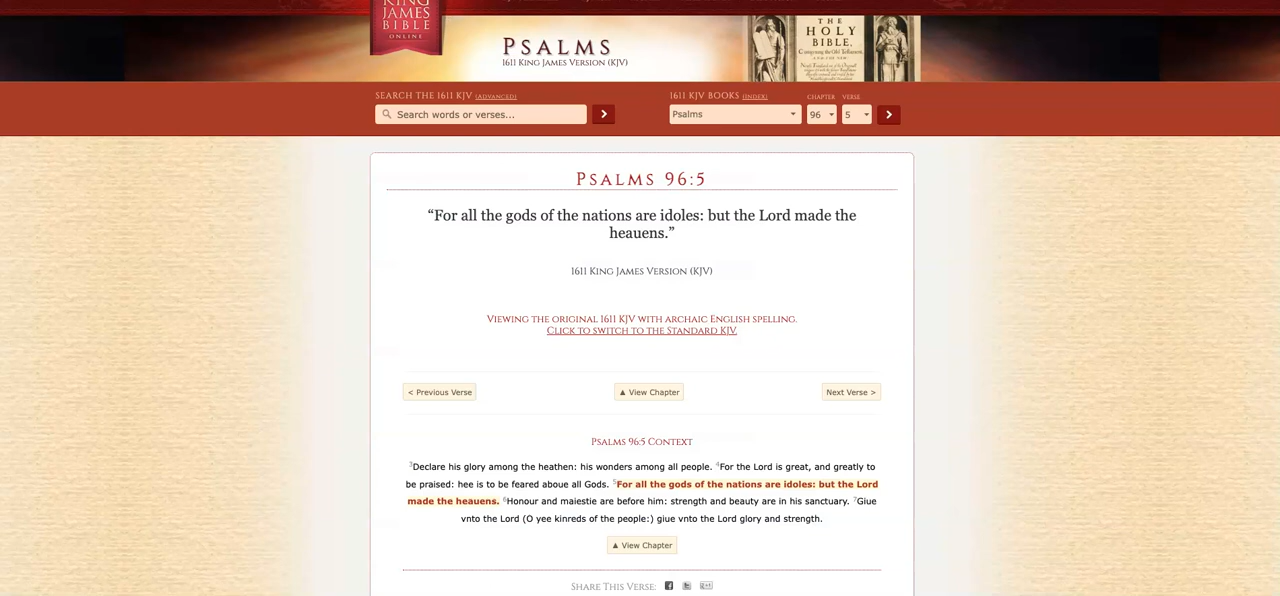 KING
JAMES
BIBLE
ONLINE
PSALMS
1611 KING JAMES VERSION (KJV)
THE
HOLY
BIBLE,
SEARCH THE 1611 KJV (ADVANCED)
1611 KJV BOOKS (INDEX)
CHAPTER
VERSE
Search words or verses...
Psalms
96
5
PSALMS 96:5
“For all the gods of the nations are idoles: but the Lord made the
heauens.”
1611 KING JAMES VERSION (KJV)
VIEWING THE ORIGINAL 1611 KJV WITH ARCHAIC ENGLISH SPELLING.
CLICK TO SWITCH TO THE STANDARD KJV.
< Previous Verse
▲ View Chapter
Next Verse >
PSALMS 96:5 CONTEXT
3Declare his glory among the heathen: his wonders among all people. 4For the Lord is great, and greatly to
be praised: hee is to be feared aboue all Gods. 5For all the gods of the nations are idoles: but the Lord
made the heauens. 6Honour and maiestie are before him: strength and beauty are in his sanctuary. 7Giue
vnto the Lord (O yee kinreds of the people:) giue vnto the Lord glory and strength.
▲ View Chapter
SHARE THIS VERSE: